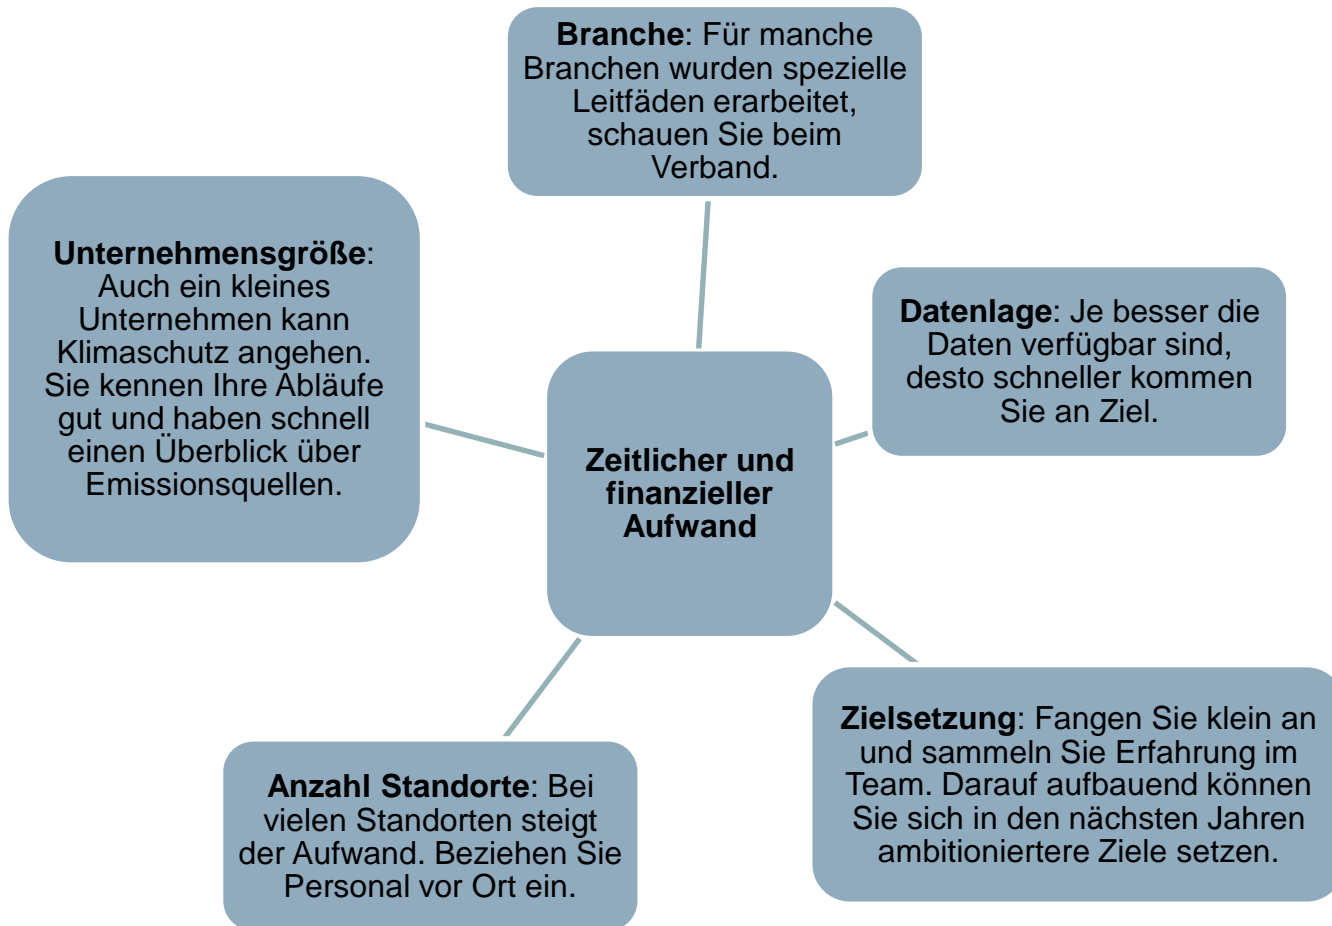 Branche: Für manche
Branchen wurden spezielle
Leitfäden erarbeitet,
schauen Sie beim
Verband.
Unternehmensgröße:
Auch ein kleines
Unternehmen kann
Klimaschutz angehen.
Sie kennen Ihre Abläufe
gut und haben schnell
einen Überblick über
Emissionsquellen.
Datenlage: Je besser die
Daten verfügbar sind,
desto schneller kommen
Sie an Ziel.
Zeitlicher und
finanzieller
Aufwand
Zielsetzung: Fangen Sie klein an
und sammeln Sie Erfahrung im
Team. Darauf aufbauend können
Sie sich in den nächsten Jahren
ambitioniertere Ziele setzen.
Anzahl Standorte: Bei
vielen Standorten steigt
der Aufwand. Beziehen Sie
Personal vor Ort ein.